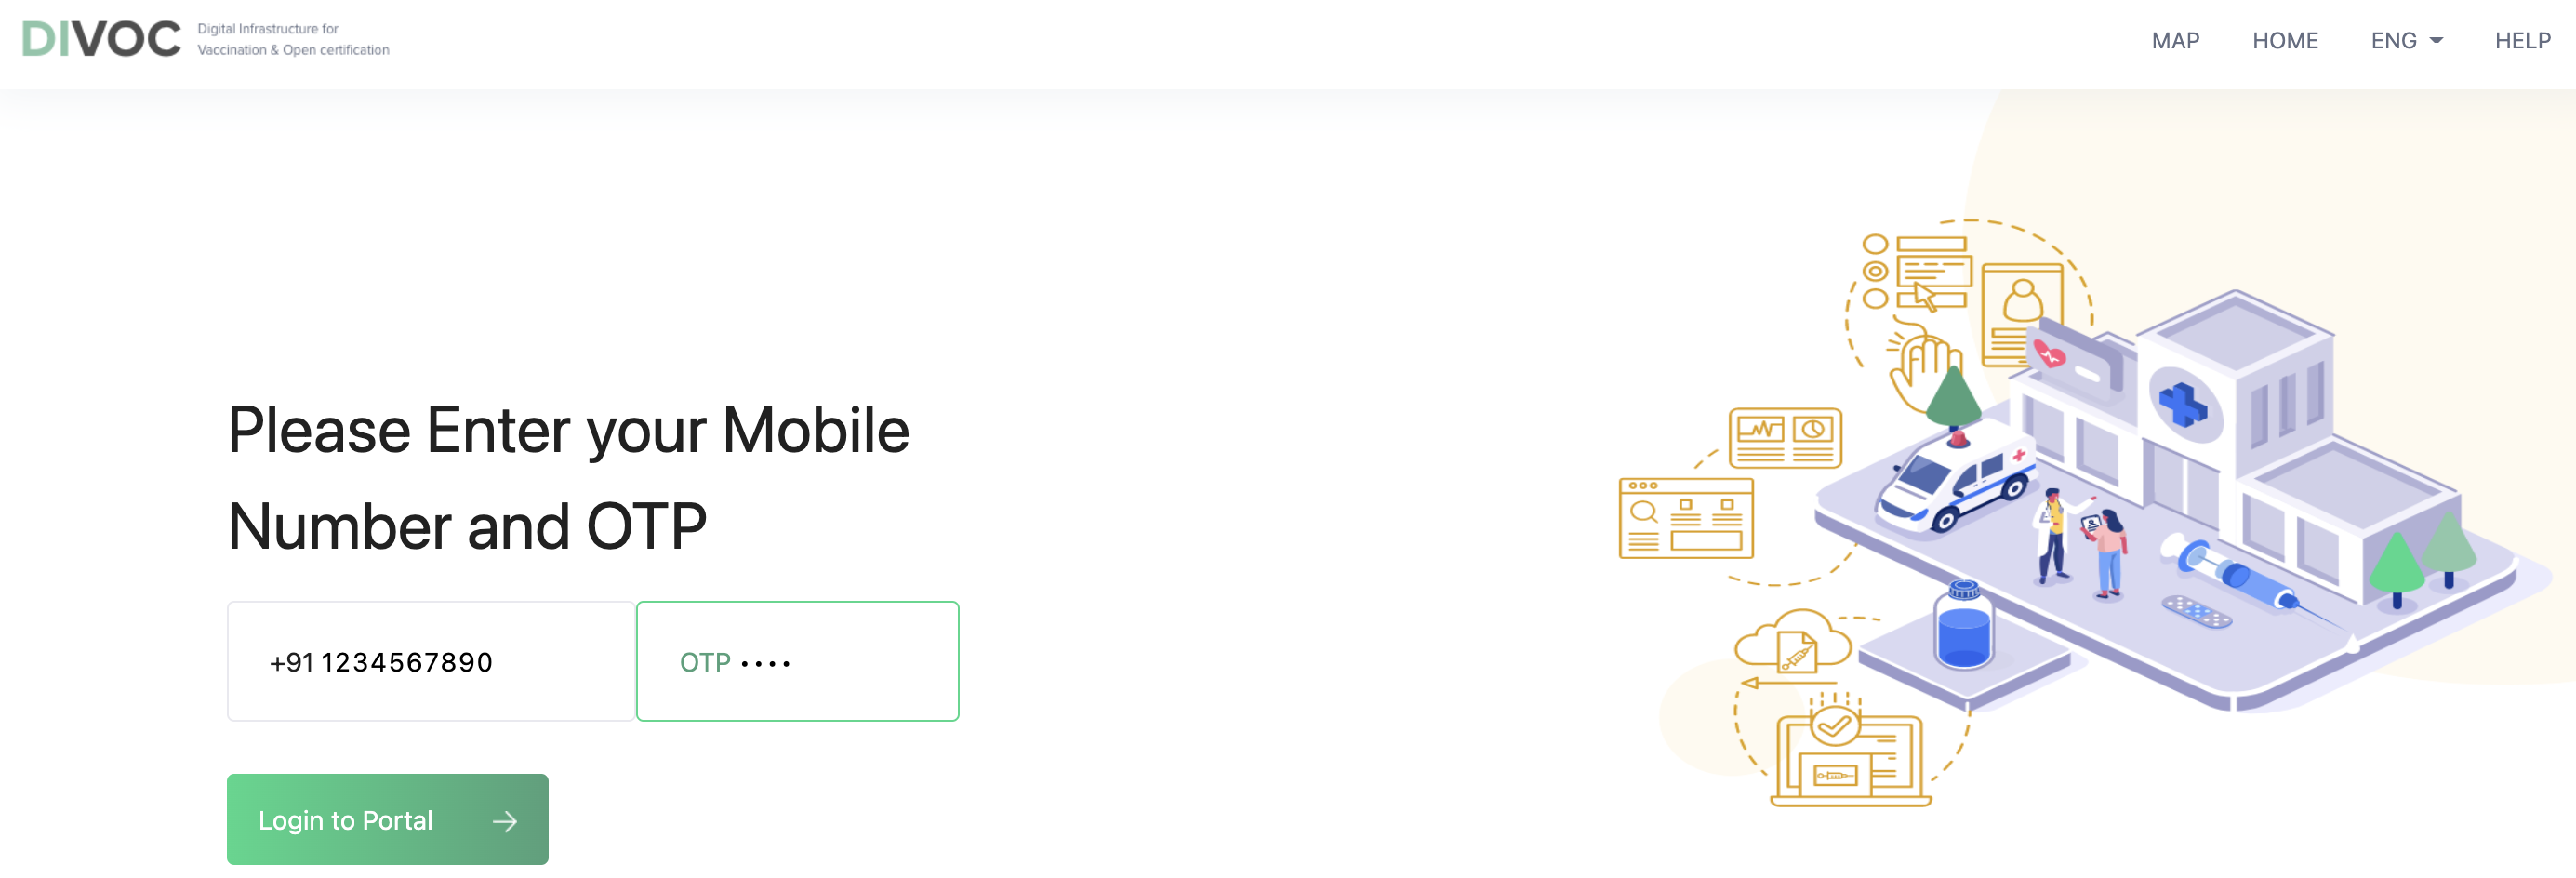 DIVOC
Digital Infrastructure for
Vaccination & Open certification
MAP
HOME
ENG
HELP
Please Enter your Mobile
Number and OTP
+91 1234567890
OTP ••••
Login to Portal